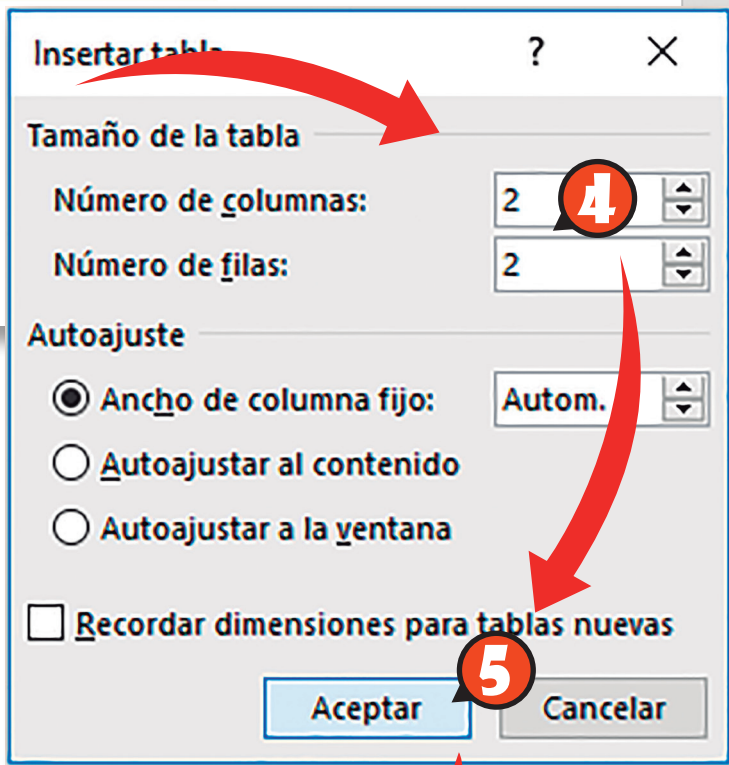 Insertar tabla ?
Tamaño de la tabla
Número de columnas: 2 4
Número de filas: 2
Autoajuste
Ancho de columna fijo: Autom.
Autoajustar al contenido
Autoajustar a la ventana
Recordar dimensiones para tablas nuevas
5
Aceptar Cancelar